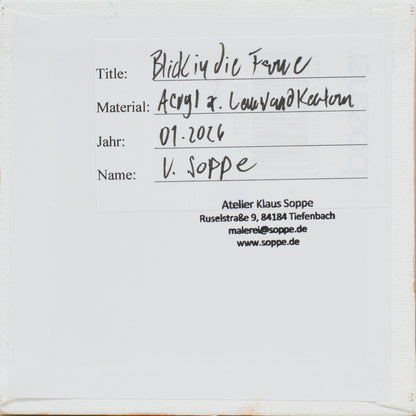 Title: Blick in die Ferne
Material: Acryl a. Leinwandkarton
Jahr: 01.2026
Name: K. Soppe
Atelier Klaus Soppe
Ruselstraße 9, 84184 Tiefenbach
malerei@soppe.de
www.soppe.de